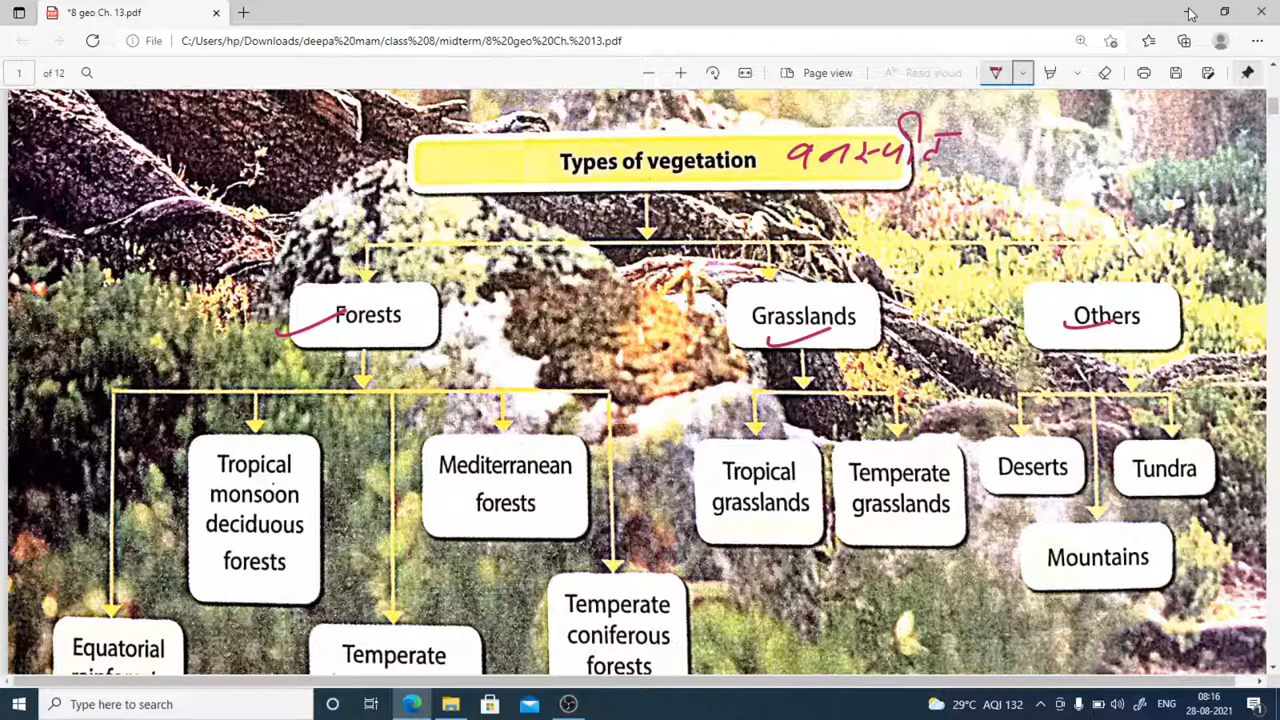 *8 geo Ch. 13.pdf
File C:/Users/hp/Downloads/deepa%20mam/class%208/midterm/8%20geo%20Ch.%2013.pdf
1 of 12 Page view Read aloud
Types of vegetation वनस्पति
Forests
Grasslands
Others
Tropical
monsoon
deciduous
forests
Mediterranean
forests
Tropical
grasslands
Temperate
grasslands
Deserts
Tundra
Mountains
Equatorial
Temperate
Temperate
coniferous
forests
Type here to search
29°C AQI 132 ENG 08:16
28-08-2021
1